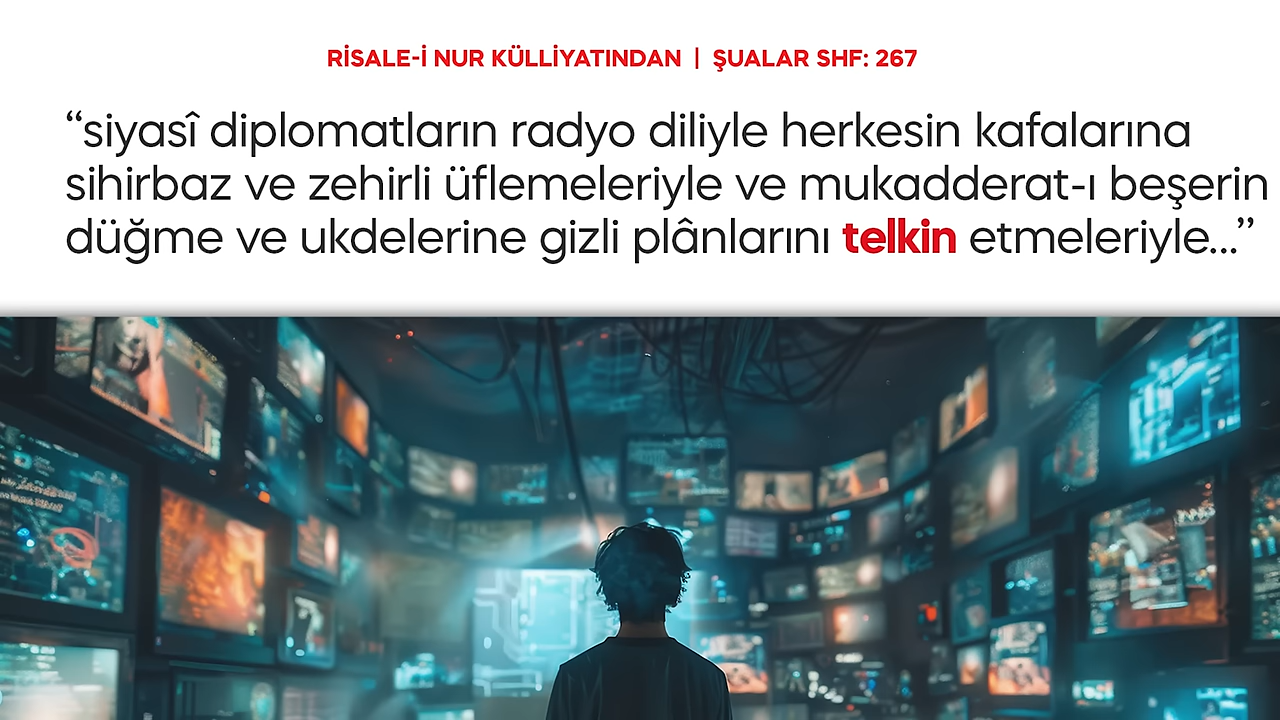 RİSALE-İ NUR KÜLLİYATINDAN | ŞUALAR SHF: 267
“siyasî diplomatların radyo diliyle herkesin kafalarına
sihirbaz ve zehirli üflemeleriyle ve mukadderat-ı beşerin
düğme ve ukdelerine gizli plânlarını telkin etmeleriyle...”